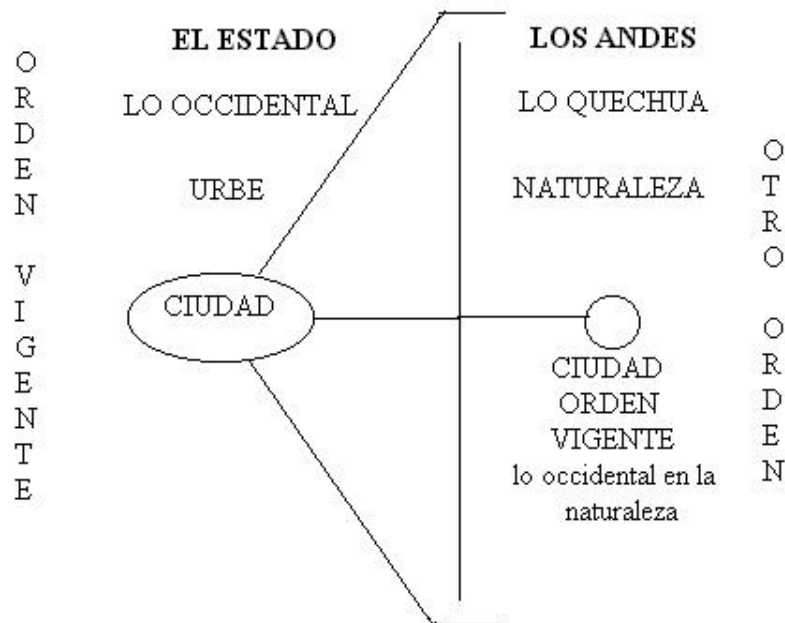 ORDEN VIGENTE
EL ESTADO
LO OCCIDENTAL
URBE
CIUDAD
LOS ANDES
LO QUECHUA
NATURALEZA
CIUDAD
ORDEN
VIGENTE
lo occidental en la
naturaleza
OTRO ORDEN